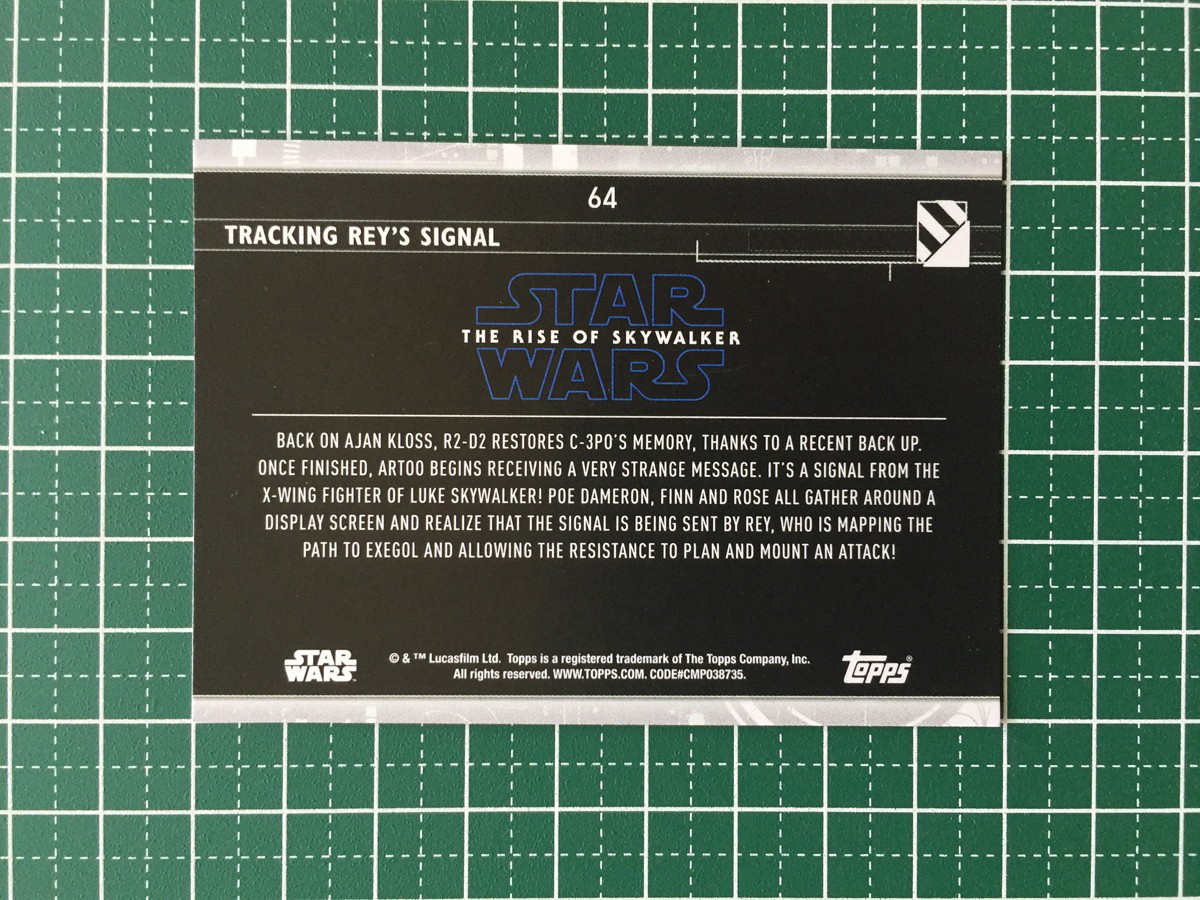 64
TRACKING REY'S SIGNAL
STAR
THE RISE OF SKYWALKER
WARS
BACK ON AJAN KLOSS, R2-D2 RESTORES C-3PO'S MEMORY, THANKS TO A RECENT BACK UP.
ONCE FINISHED, ARTOO BEGINS RECEIVING A VERY STRANGE MESSAGE. IT'S A SIGNAL FROM THE
X-WING FIGHTER OF LUKE SKYWALKER! POE DAMERON, FINN AND ROSE ALL GATHER AROUND A
DISPLAY SCREEN AND REALIZE THAT THE SIGNAL IS BEING SENT BY REY, WHO IS MAPPING THE
PATH TO EXEGOL AND ALLOWING THE RESISTANCE TO PLAN AND MOUNT AN ATTACK!
STAR
WARS™
© & ™ Lucasfilm Ltd. Topps is a registered trademark of The Topps Company, Inc.
All rights reserved. WWW.TOPPS.COM. CODE#CMP038735.
Topps®